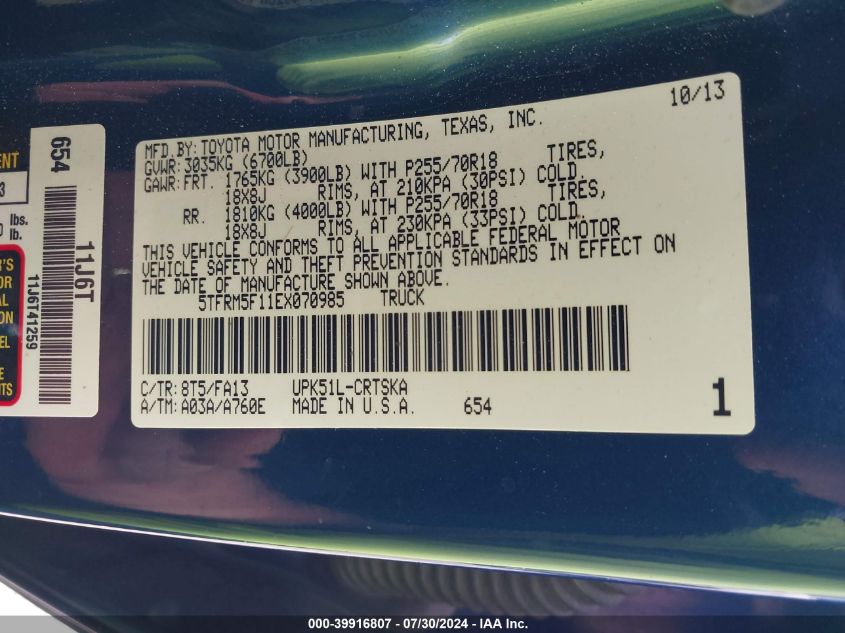 10/13
MFD.BY:TOYOTA MOTOR MANUFACTURING, TEXAS, INC.
GVWR: 3035KG (6700LB)
GAWR:FRT. 1765KG (3900LB) WITH P255/70R18 TIRES,
18X8J RIMS, AT 210KPA (30PSI) COLD.
RR. 1810KG (4000LB) WITH P255/70R18 TIRES,
18X8J RIMS, AT 230KPA (33PSI) COLD.
THIS VEHICLE CONFORMS TO ALL APPLICABLE FEDERAL MOTOR
VEHICLE SAFETY AND THEFT PREVENTION STANDARDS IN EFFECT ON
THE DATE OF MANUFACTURE SHOWN ABOVE.
5TFRM5F11EX070985 TRUCK
C/TR:8T5/FA13 UPK51L-CRTSKA
A/TM:A03A/A760E MADE IN U.S.A. 654 1
654
11J6T
11J6T41259
lbs.
lb.
000-39916807 - 07/30/2024 - IAA Inc.